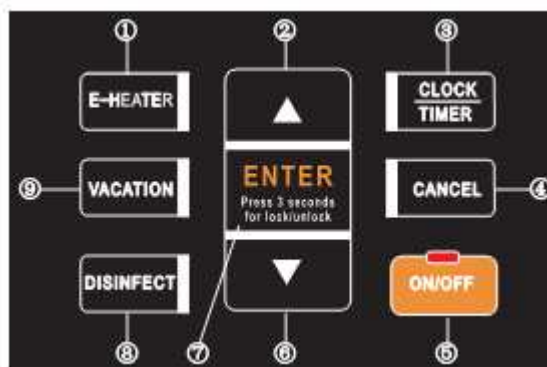 ① ② ③
E-HEATER
▲
CLOCK
TIMER
⑨ VACATION
ENTER
Press 3 seconds
for losk/unlock
CANCEL ④
DISINFECT
▼
ON/OFF
⑧ ⑦ ⑥ ⑤